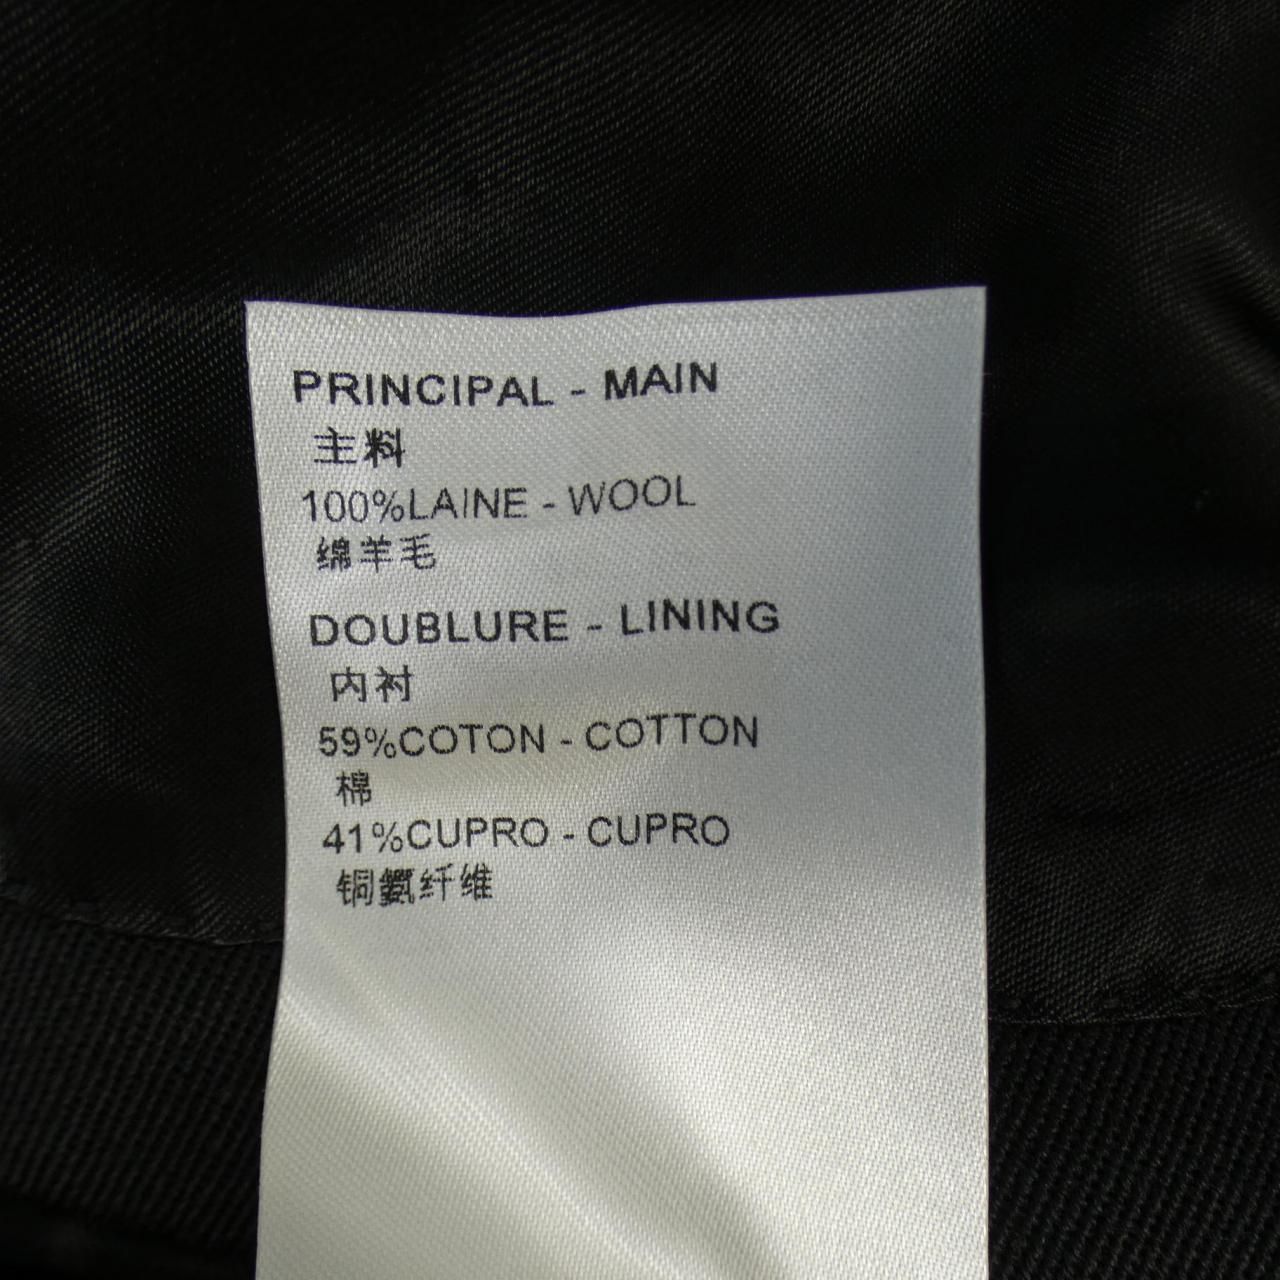 PRINCIPAL - MAIN
主料
100%LAINE - WOOL
绵羊毛
DOUBLURE - LINING
内衬
59%COTON - COTTON
棉
41%CUPRO - CUPRO
铜氨纤维